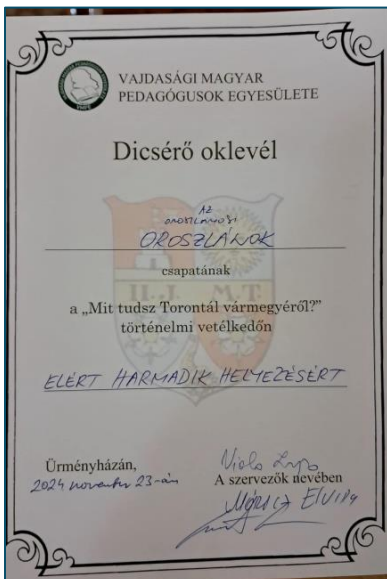 VAJDASÁGI MAGYAR
PEDAGÓGUSOK EGYESÜLETE
Dicsérő oklevél
AZ
OROSZLÁMOSI
OROSZLÁNOK
csapatának
a „Mit tudsz Torontál vármegyéről?”
történelmi vetélkedőn
ELÉRT HARMADIK HELYEZÉSÉRT
Ürményházán,
2024 november 23-án
A szervezők nevében